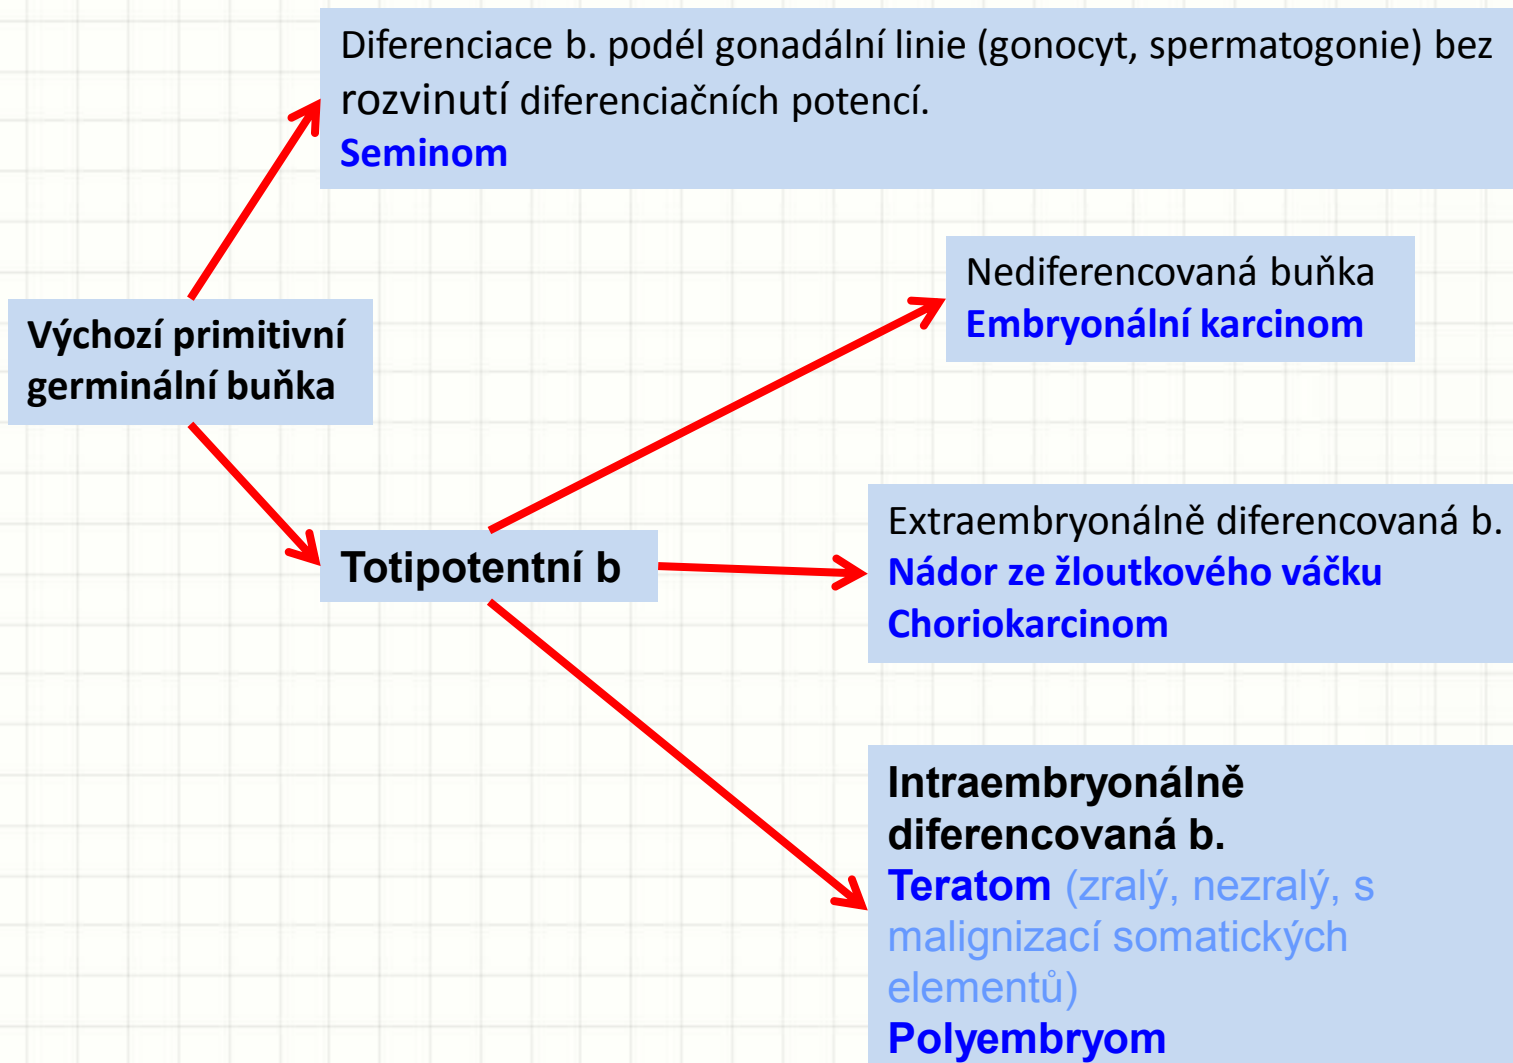 Diferenciace b. podél gonadální linie (gonocyt, spermatogonie) bez
rozvinutí diferenciačních potencí.
Seminom
Nediferencovaná buňka
Embryonální karcinom
Výchozí primitivní
germinální buňka
Extraembryonálně diferencovaná b.
Nádor ze žloutkového váčku
Choriokarcinom
Totipotentní b
Intraembryonálně
diferencovaná b.
Teratom (zralý, nezralý, s
malignizací somatických
elementů)
Polyembryom